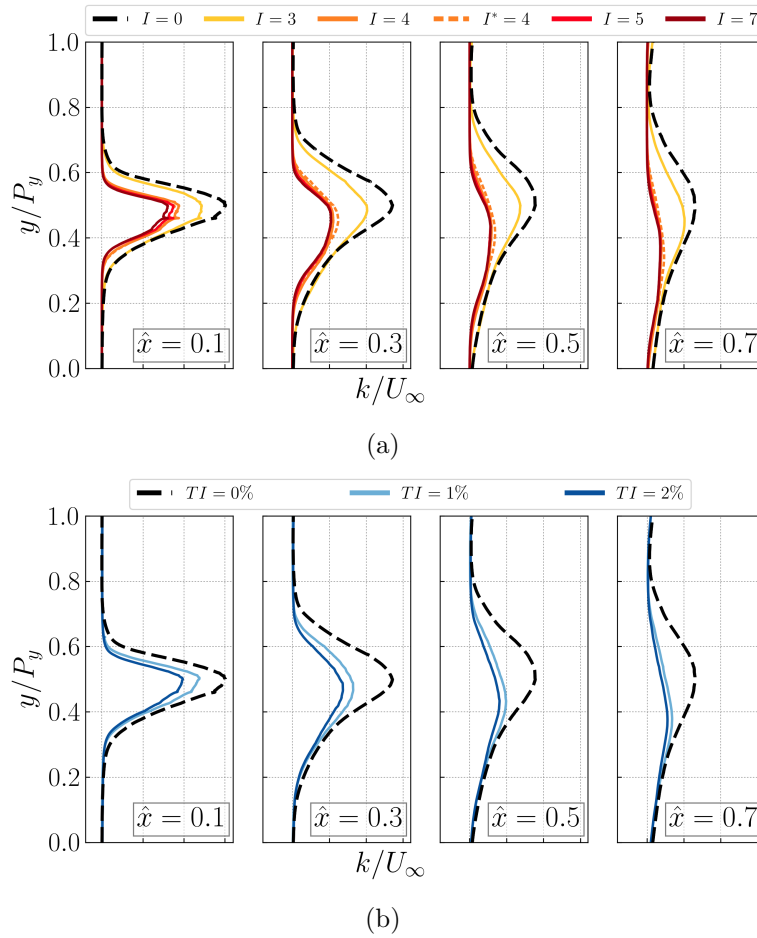 I = 0 I = 3 I = 4 I* = 4 I = 5 I = 7
1.0
0.8
0.6
0.4
0.2
0.0
y/P_y
x̂ = 0.1 x̂ = 0.3 x̂ = 0.5 x̂ = 0.7
k/U_∞
(a)
TI = 0% TI = 1% TI = 2%
1.0
0.8
0.6
0.4
0.2
0.0
y/P_y
x̂ = 0.1 x̂ = 0.3 x̂ = 0.5 x̂ = 0.7
k/U_∞
(b)